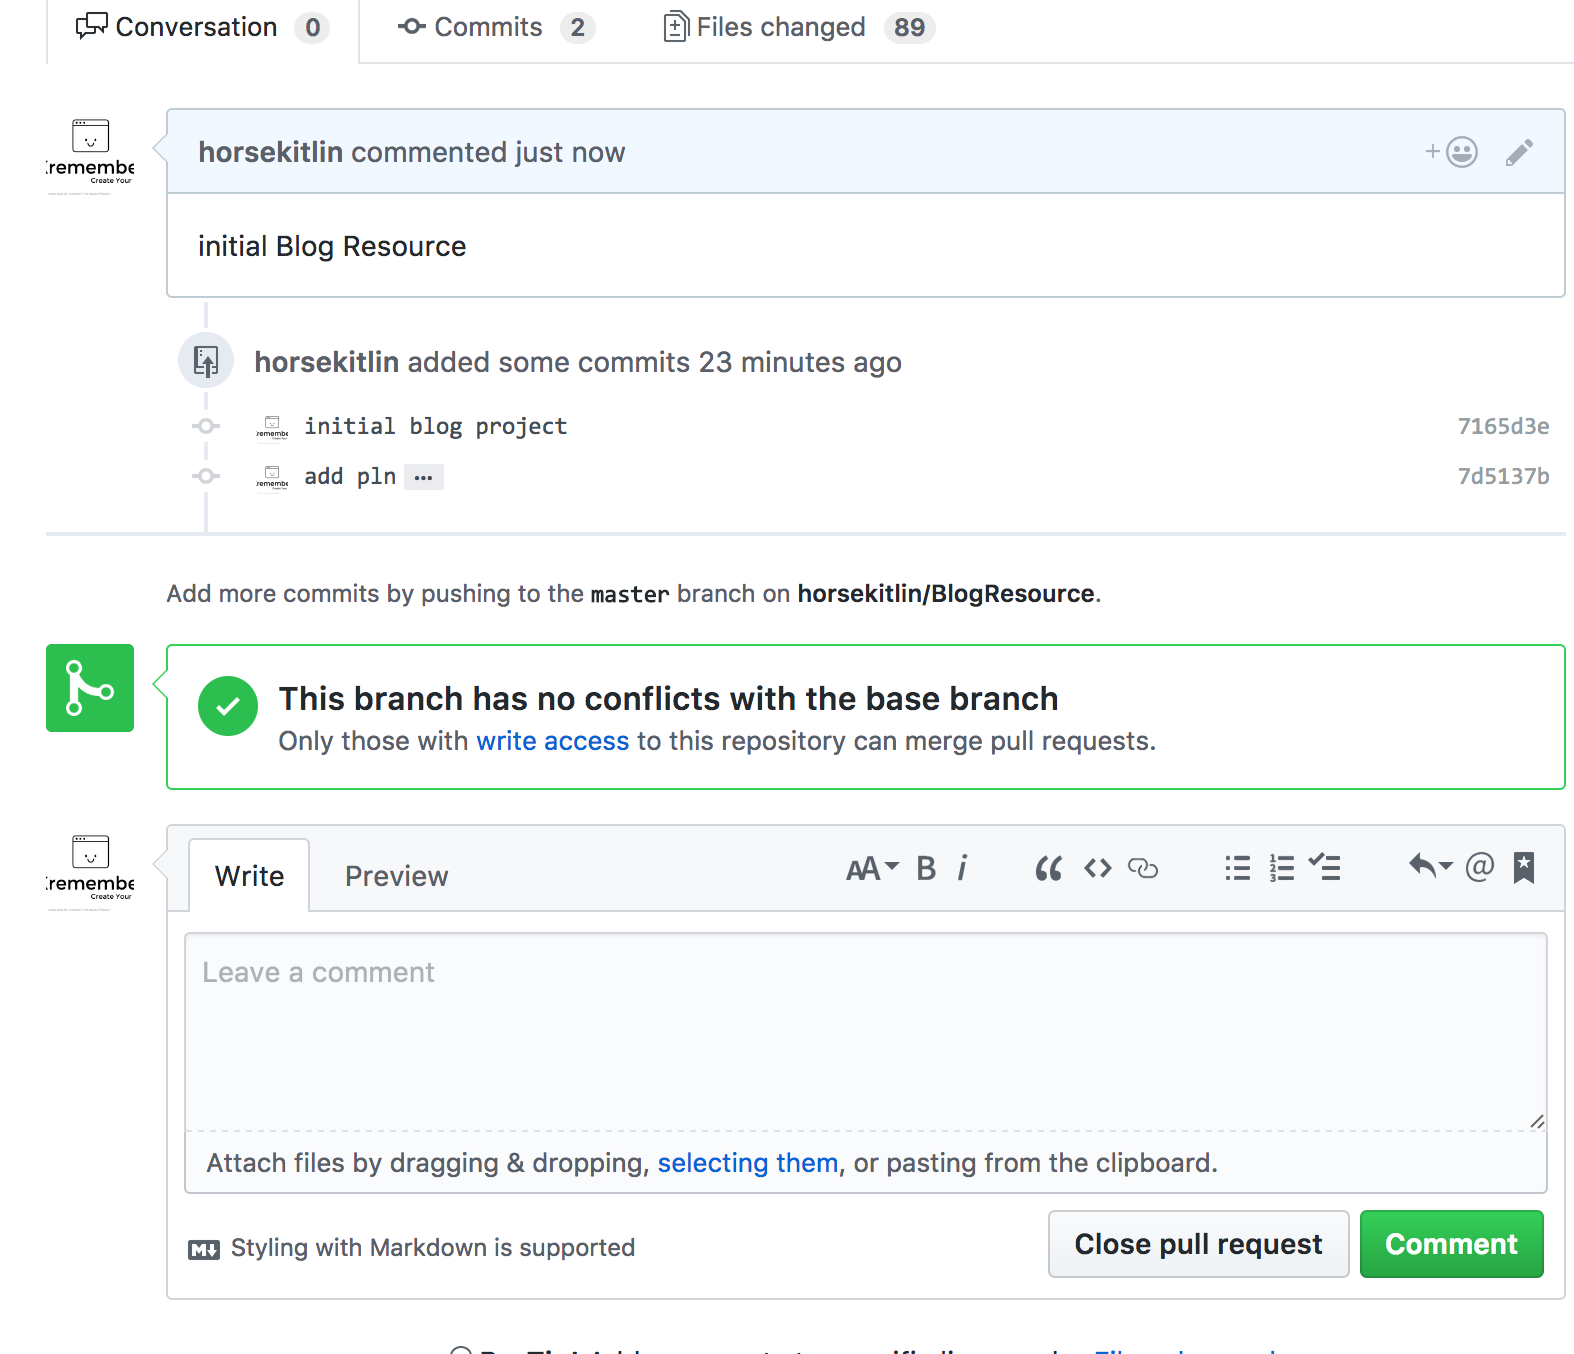 Conversation 0 Commits 2 Files changed 89
horsekitlin commented just now
remembe
Create Your
initial Blog Resource
horsekitlin added some commits 23 minutes ago
initial blog project 7165d3e
add pln ... 7d5137b
Add more commits by pushing to the master branch on horsekitlin/BlogResource.
This branch has no conflicts with the base branch
Only those with write access to this repository can merge pull requests.
remembe
Create Your
Write Preview AA B i
Leave a comment
Attach files by dragging & dropping, selecting them, or pasting from the clipboard.
Styling with Markdown is supported
Close pull request Comment